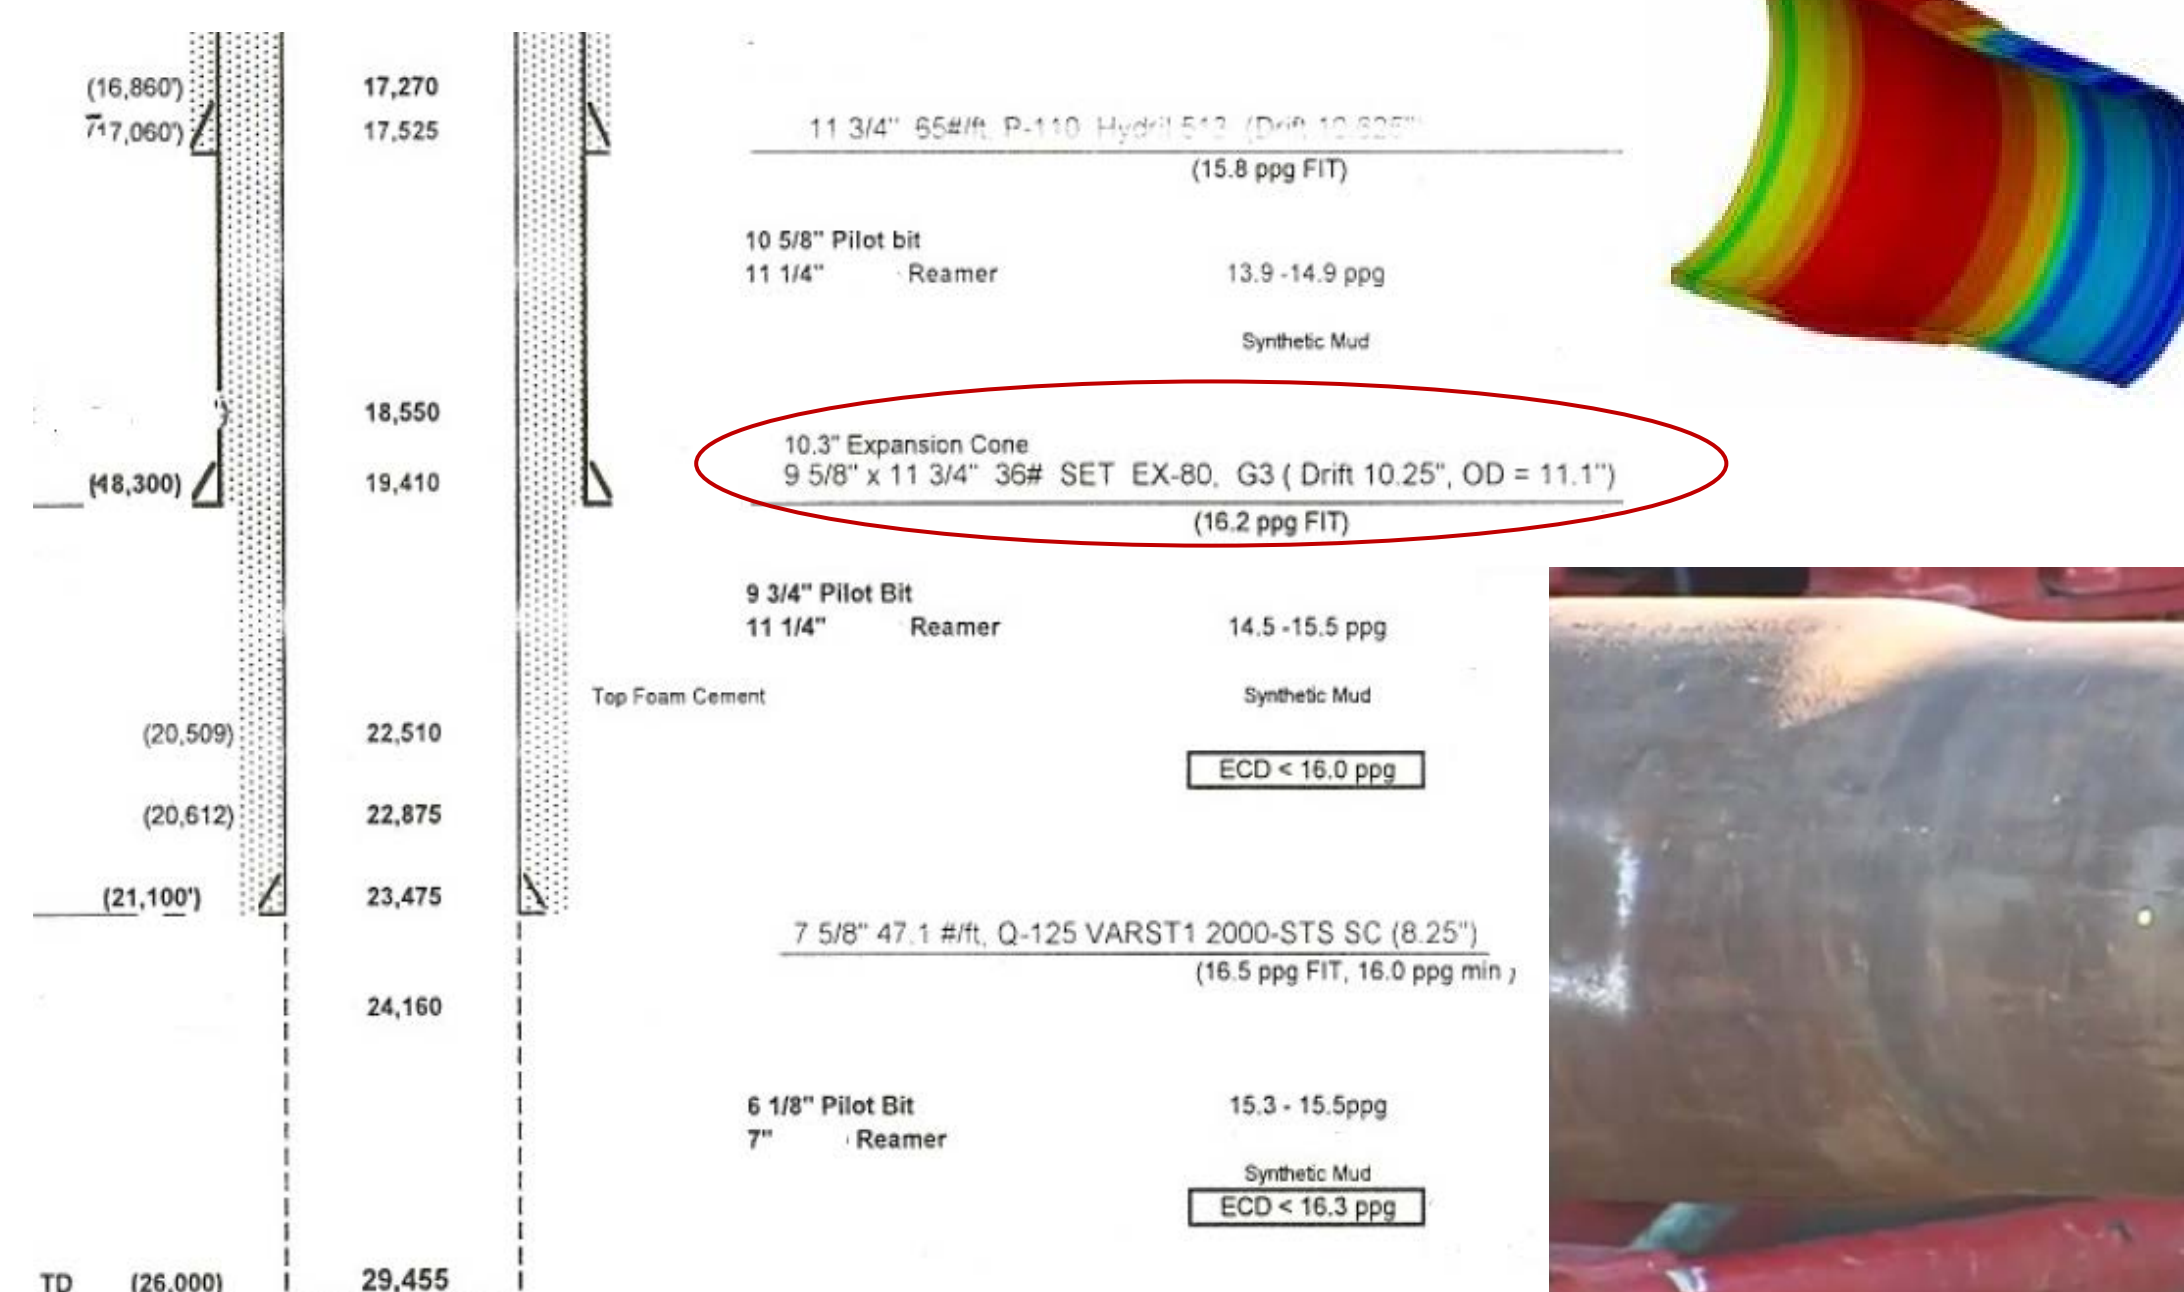 (16,860') 17,270
17,060') 17,525
11 3/4" 65#/ft, P-110 Hydril 513 (Drift 10.625")
(15.8 ppg FIT)
10 5/8" Pilot bit
11 1/4" Reamer 13.9 -14.9 ppg
Synthetic Mud
18,550
10.3" Expansion Cone
9 5/8" x 11 3/4" 36# SET EX-80, G3 ( Drift 10.25", OD = 11.1")
(48,300) 19,410
(16.2 ppg FIT)
9 3/4" Pilot Bit
11 1/4" Reamer 14.5 -15.5 ppg
Top Foam Cement Synthetic Mud
(20,509) 22,510
ECD < 16.0 ppg
(20,612) 22,875
(21,100') 23,475
7 5/8" 47.1 #/ft, Q-125 VARST1 2000-STS SC (8.25")
(16.5 ppg FIT, 16.0 ppg min )
24,160
6 1/8" Pilot Bit 15.3 - 15.5ppg
7" Reamer
Synthetic Mud
ECD < 16.3 ppg
TD (26,000) 29,455